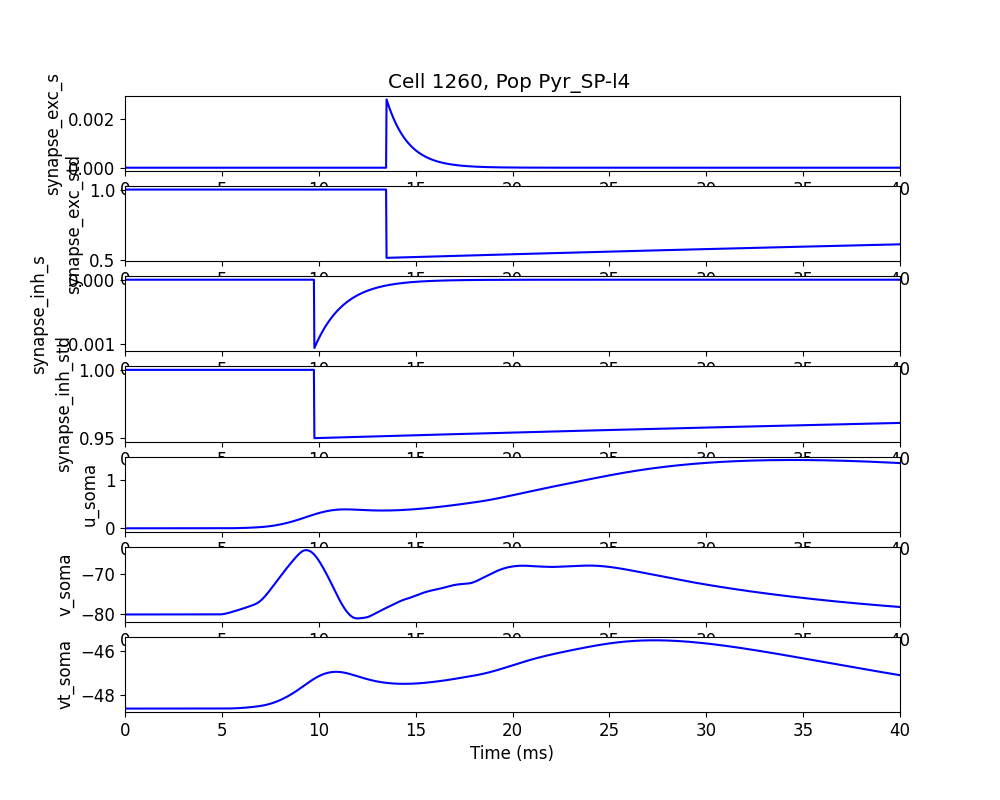 Cell 1260, Pop Pyr_SP-l4
synapse_exc_s
0.002
0.000
synapse_exc_std
1.0
0.5
synapse_inh_s
0.000
0.001
synapse_inh_std
1.00
0.95
u_soma
1
0
v_soma
−70
−80
vt_soma
−46
−48
0 5 10 15 20 25 30 35 40
Time (ms)